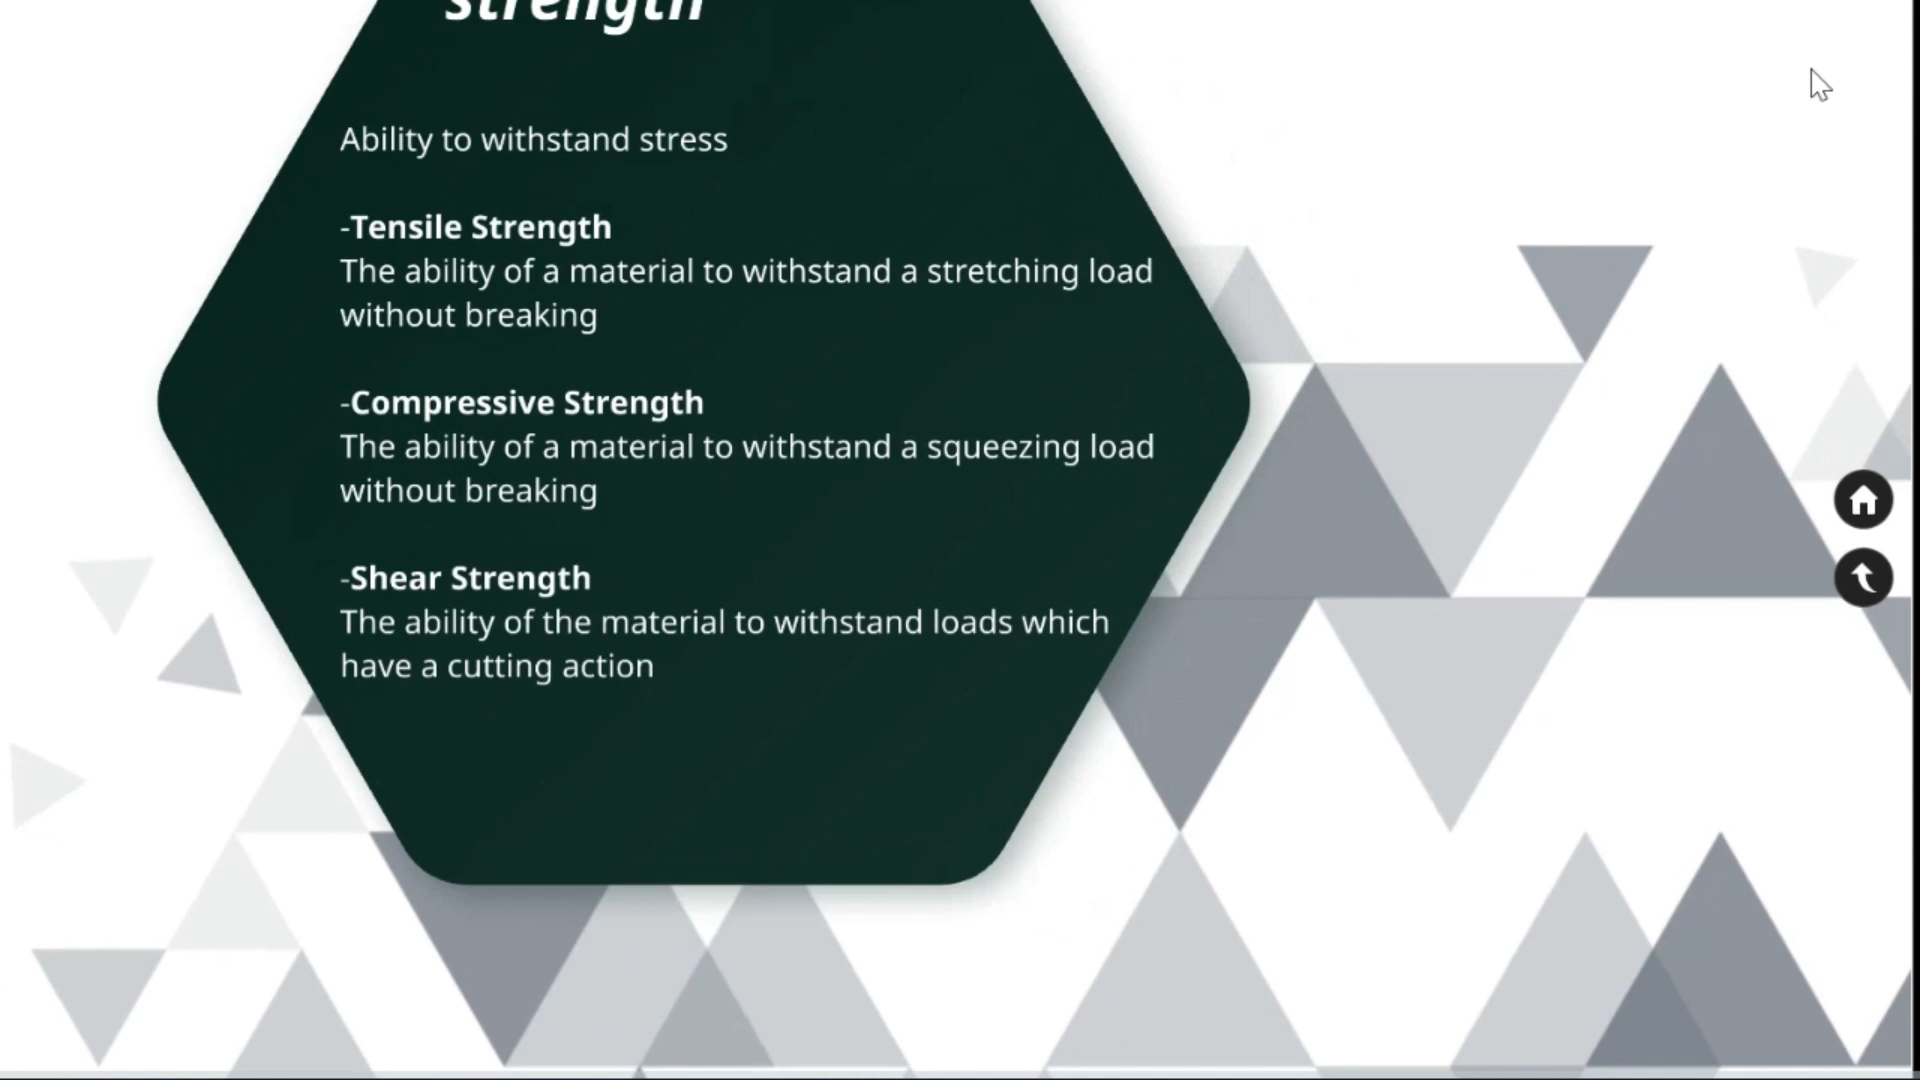 strength
Ability to withstand stress
-Tensile Strength
The ability of a material to withstand a stretching load
without breaking
-Compressive Strength
The ability of a material to withstand a squeezing load
without breaking
-Shear Strength
The ability of the material to withstand loads which
have a cutting action